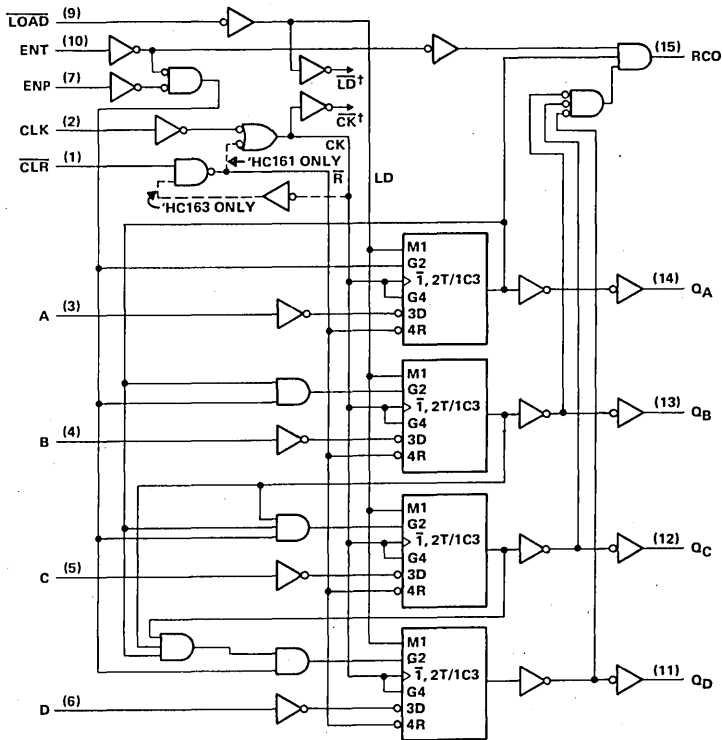 LOAD (9)
ENT (10)
ENP (7)
CLK (2)
CLR (1)
LD†
CK†
CK
'HC161 ONLY
R
LD
'HC163 ONLY
(15) RCO
M1
G2
1, 2T/1C3
G4
3D
4R
A (3)
(14) QA
M1
G2
1, 2T/1C3
G4
3D
4R
B (4)
(13) QB
M1
G2
1, 2T/1C3
G4
3D
4R
C (5)
(12) QC
M1
G2
1, 2T/1C3
G4
3D
4R
D (6)
(11) QD